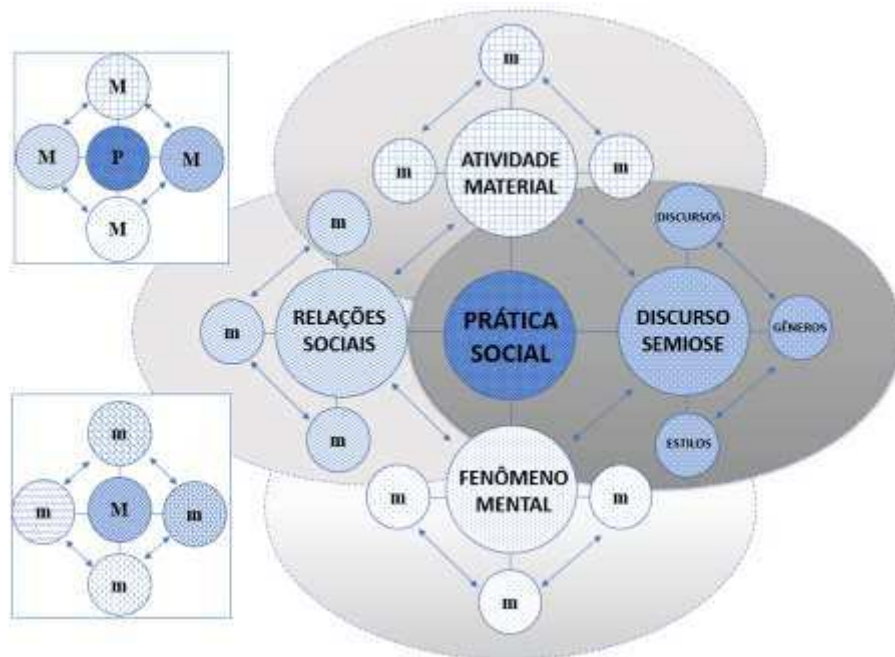 M
M
P
M
M
m
M
m
m
m
m
m
m
ATIVIDADE
MATERIAL
m
RELAÇÕES
SOCIAIS
m
m
PRÁTICA
SOCIAL
DISCURSOS
DISCURSO
SEMIOSE
GÊNEROS
ESTILOS
FENÔMENO
MENTAL
m
m
m